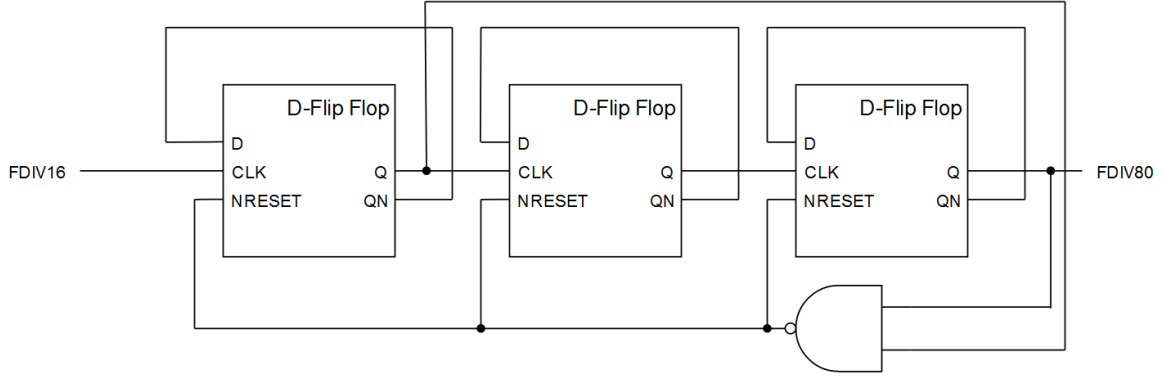 D-Flip Flop D-Flip Flop D-Flip Flop
D D D
FDIV16 CLK Q CLK Q CLK Q FDIV80
NRESET QN NRESET QN NRESET QN